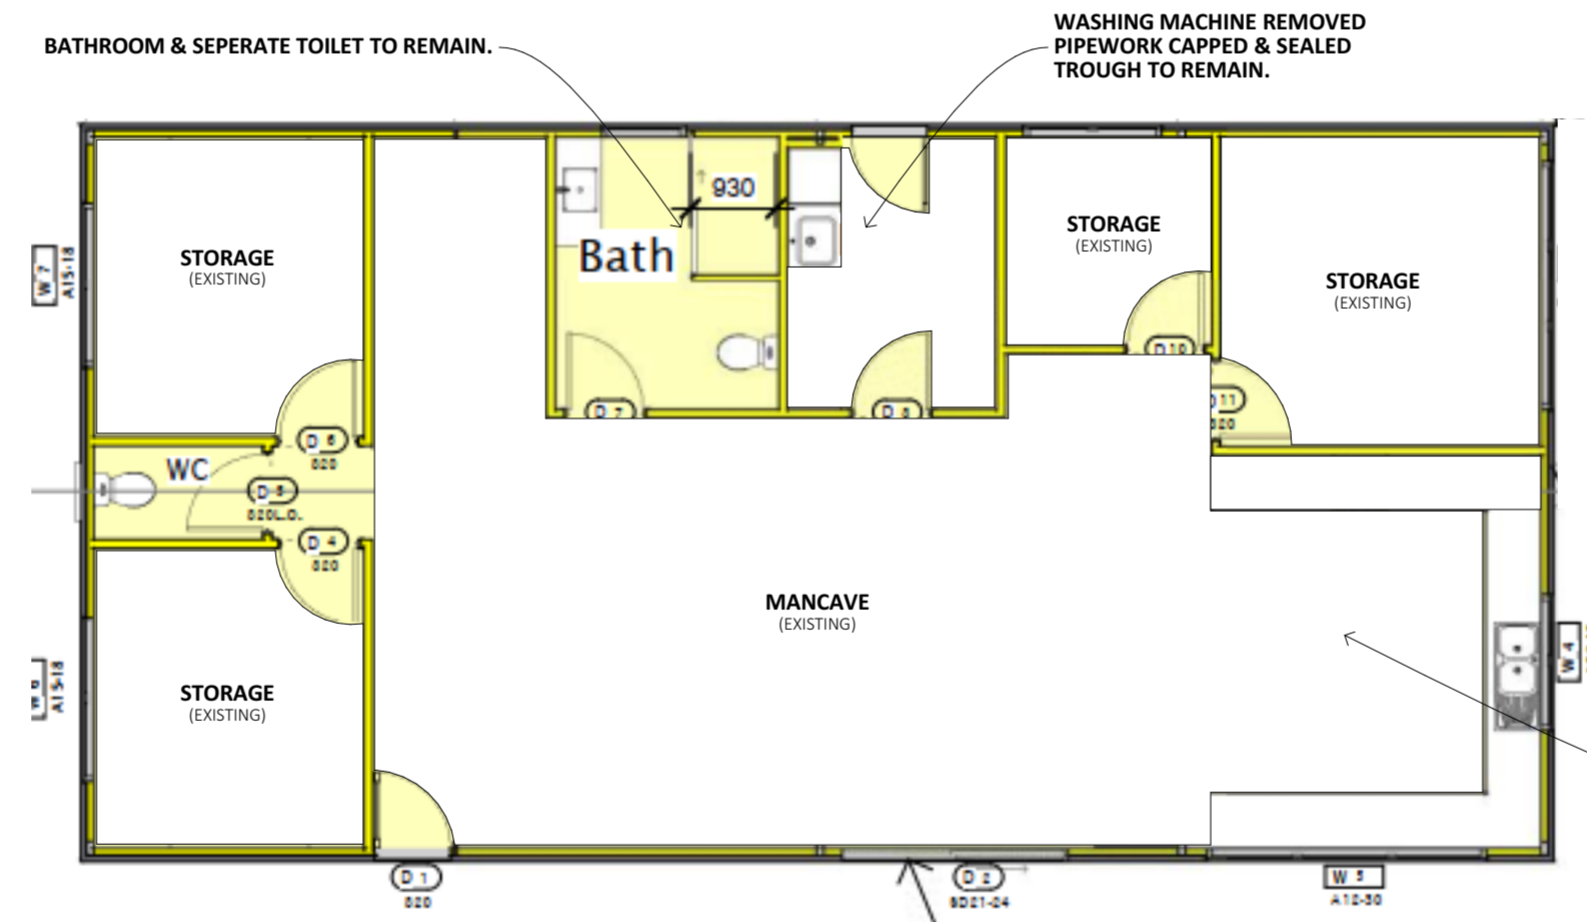 BATHROOM & SEPERATE TOILET TO REMAIN.
WASHING MACHINE REMOVED
PIPEWORK CAPPED & SEALED
TROUGH TO REMAIN.
930
Bath
STORAGE
(EXISTING)
STORAGE
(EXISTING)
STORAGE
(EXISTING)
W 7
A15-18
D 10
D 7
D 8
D 6
820
WC
D 5
820L.O.
D 4
820
MANCAVE
(EXISTING)
STORAGE
(EXISTING)
W 4
A15-18
D 1
820
D 2
SD21-24
W 5
A12-30